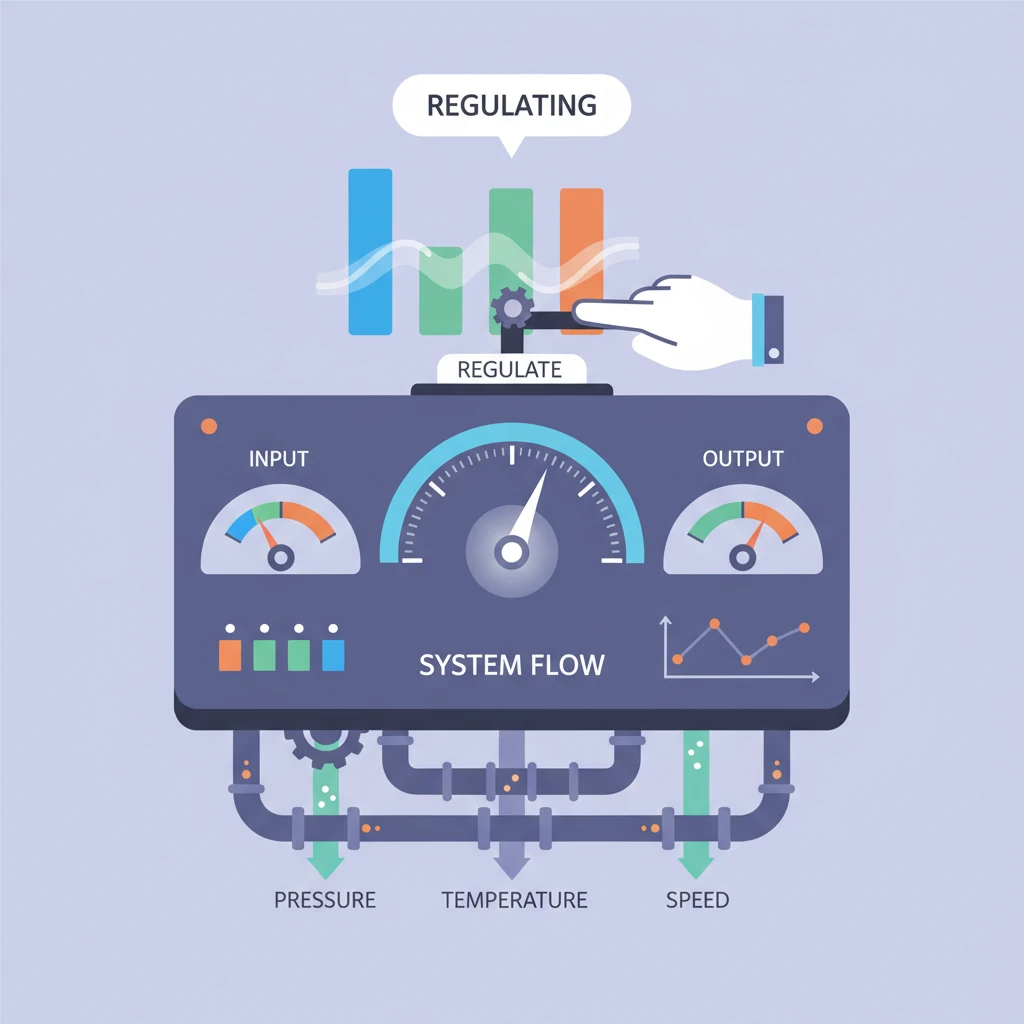 REGULATING
REGULATE
INPUT
OUTPUT
SYSTEM FLOW
PRESSURE
TEMPERATURE
SPEED